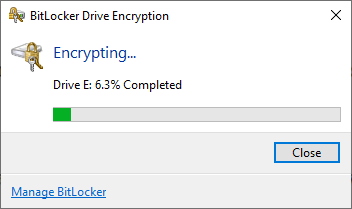 BitLocker Drive Encryption
Encrypting...
Drive E: 6.3% Completed
Close
Manage BitLocker